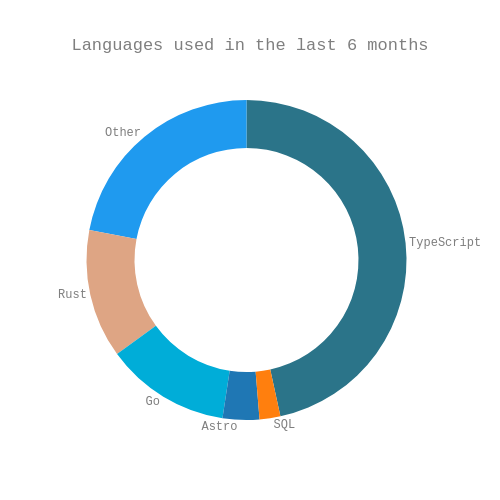 Languages used in the last 6 months
Other
TypeScript
Rust
Go
Astro
SQL